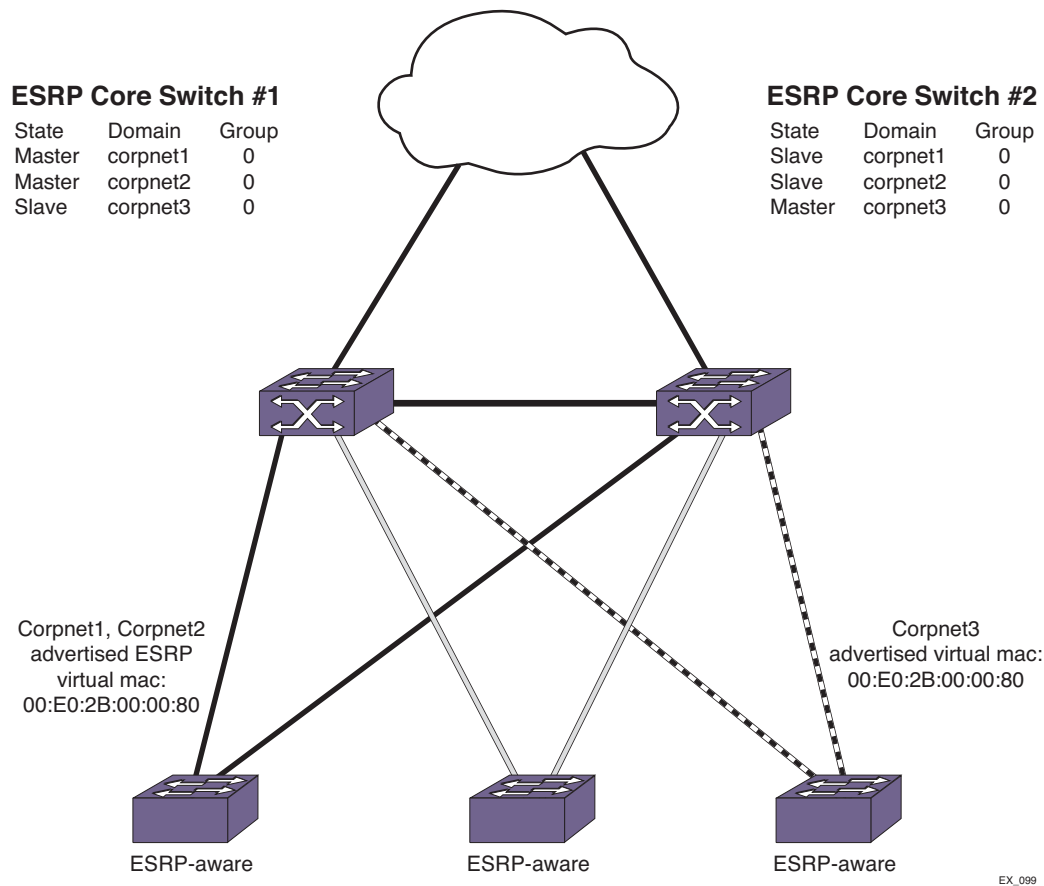 ESRP Core Switch #1
State Domain Group
Master corpnet1 0
Master corpnet2 0
Slave corpnet3 0
ESRP Core Switch #2
State Domain Group
Slave corpnet1 0
Slave corpnet2 0
Master corpnet3 0
Corpnet1, Corpnet2
advertised ESRP
virtual mac:
00:E0:2B:00:00:80
Corpnet3
advertised virtual mac:
00:E0:2B:00:00:80
ESRP-aware
ESRP-aware
ESRP-aware
EX_099